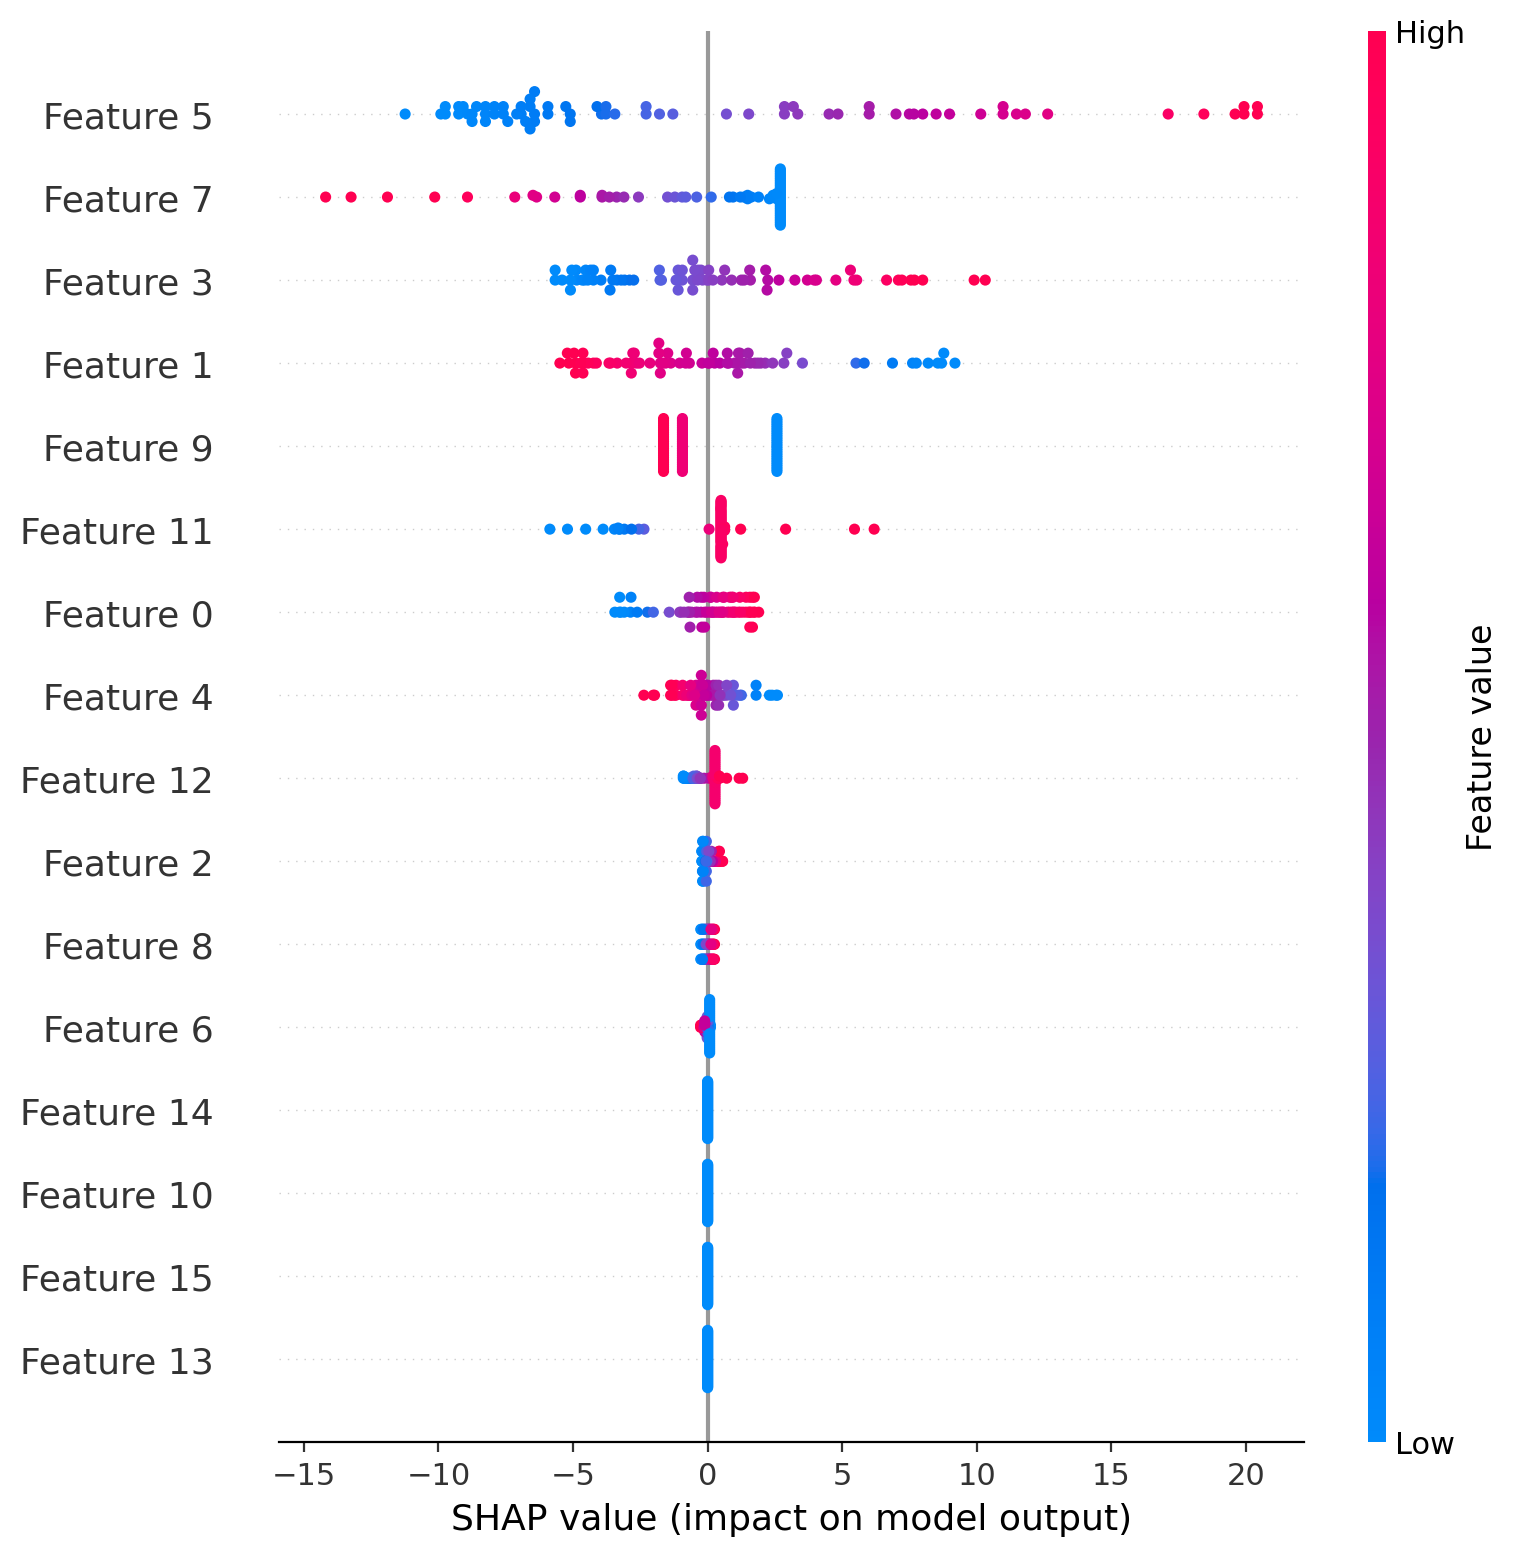 High
Feature 5
Feature 7
Feature 3
Feature 1
Feature 9
Feature 11
Feature 0
Feature 4
Feature 12
Feature 2
Feature 8
Feature 6
Feature 14
Feature 10
Feature 15
Feature 13
Feature value
Low
−15 −10 −5 0 5 10 15 20
SHAP value (impact on model output)